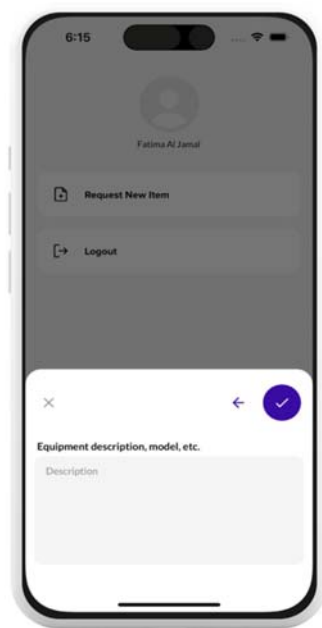 6:15
Fatima Al Jamal
Request New Item
Logout
Equipment description, model, etc.
Description